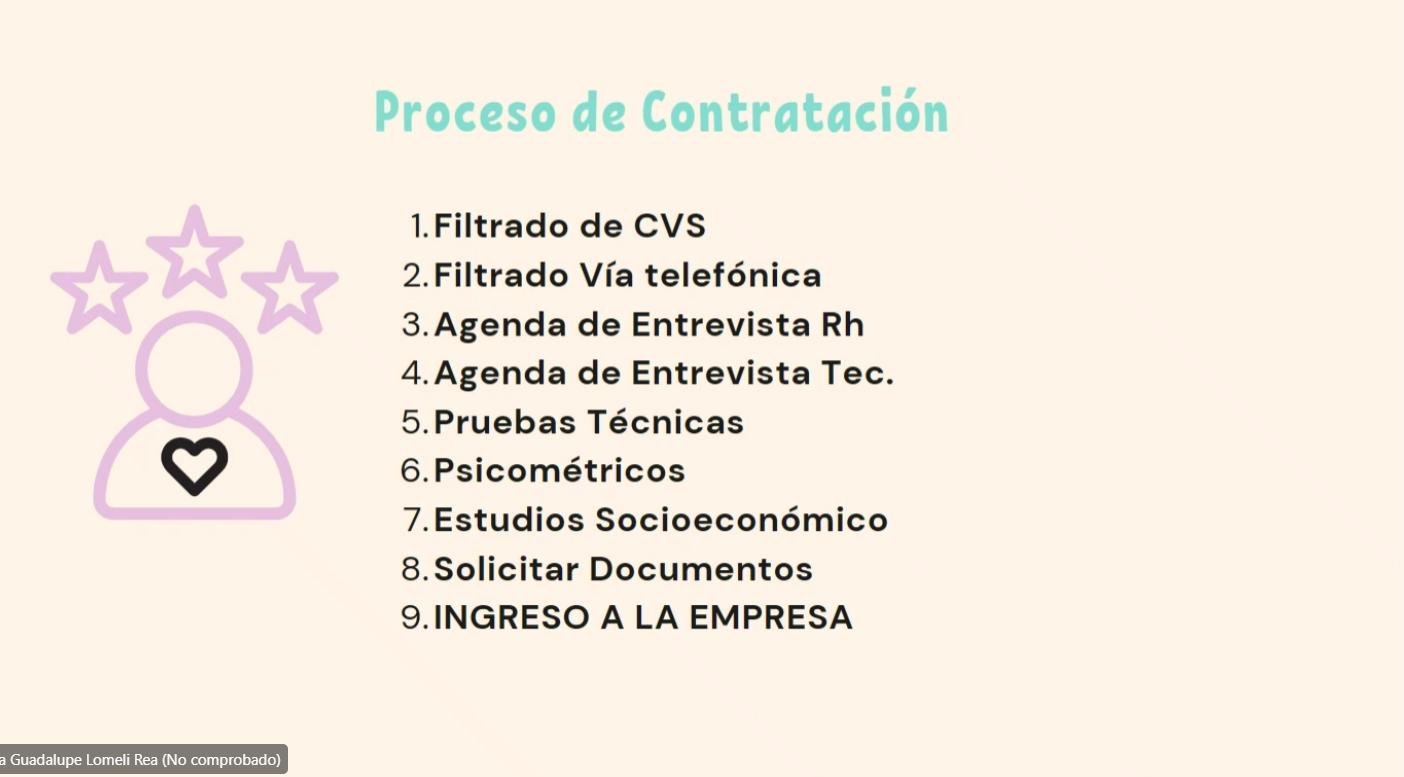 Proceso de Contratación
1. Filtrado de CVS
2. Filtrado Vía telefónica
3. Agenda de Entrevista Rh
4. Agenda de Entrevista Tec.
5. Pruebas Técnicas
6. Psicométricos
7. Estudios Socioeconómico
8. Solicitar Documentos
9. INGRESO A LA EMPRESA
a Guadalupe Lomeli Rea (No comprobado)